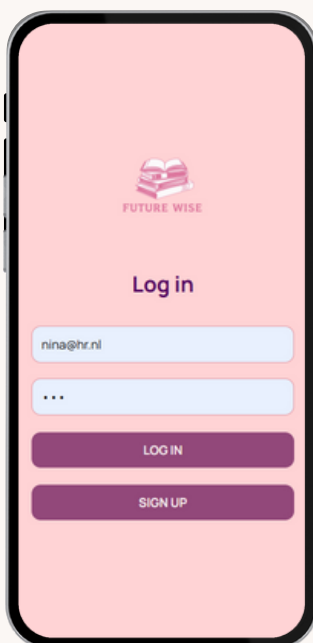 FUTURE WISE
Log in
nina@hr.nl
•••
LOG IN
SIGN UP